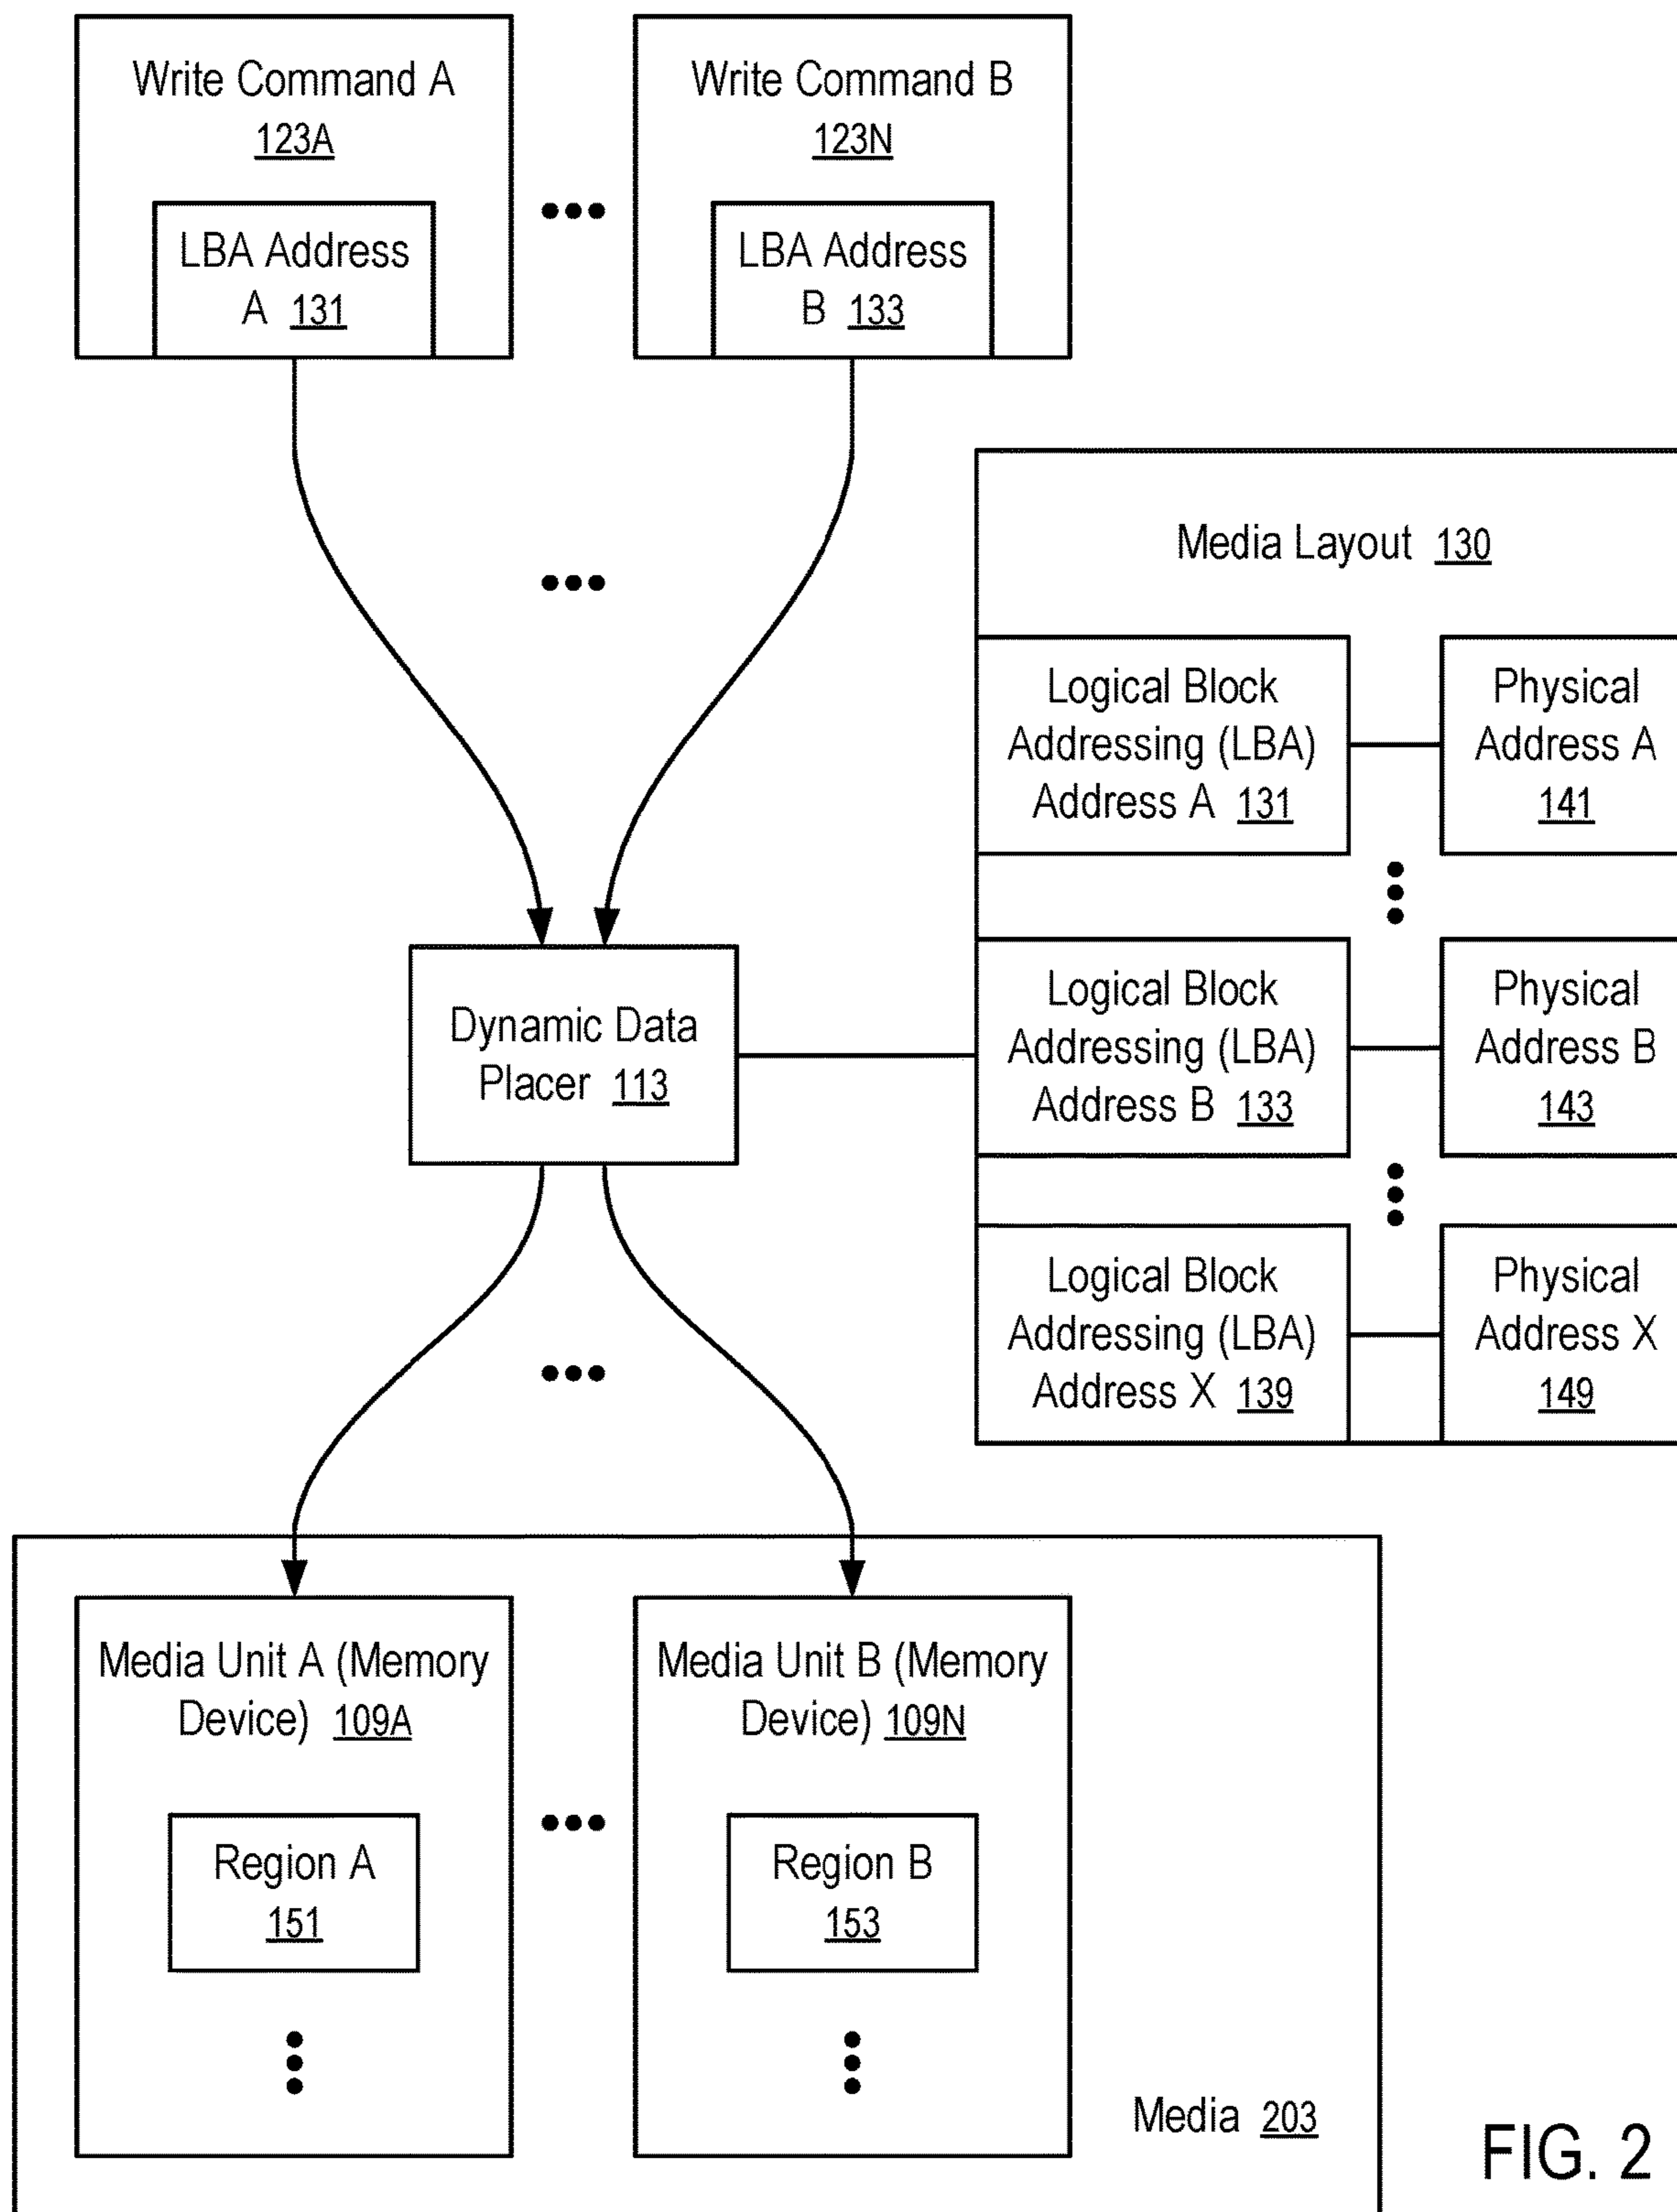 Write Command A
123A
LBA Address
A 131
Write Command B
123N
LBA Address
B 133
Media Layout 130
Logical Block
Addressing (LBA)
Address A 131
Physical
Address A
141
Logical Block
Addressing (LBA)
Address B 133
Physical
Address B
143
Logical Block
Addressing (LBA)
Address X 139
Physical
Address X
149
Dynamic Data
Placer 113
Media Unit A (Memory
Device) 109A
Region A
151
Media Unit B (Memory
Device) 109N
Region B
153
Media 203
FIG. 2